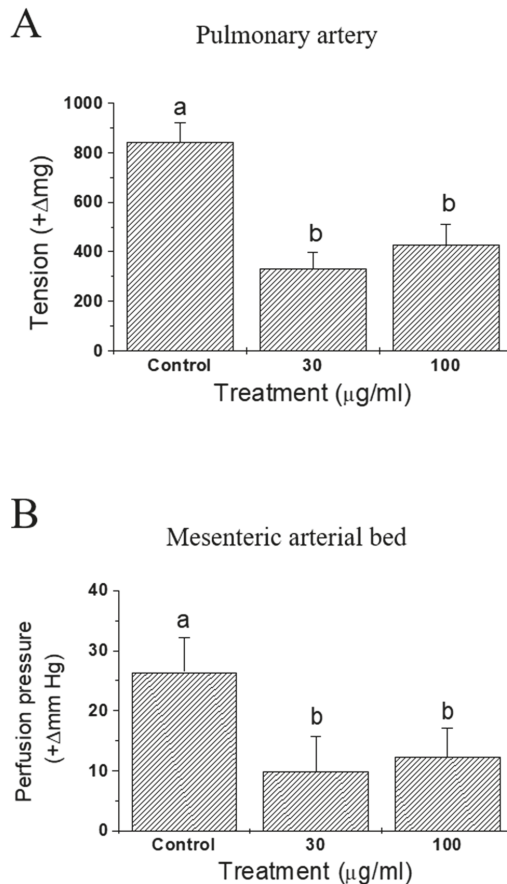 A
Pulmonary artery
1000
800
600
400
200
0
Tension (+Δmg)
a
b
b
Control 30 100
Treatment (μg/ml)
B
Mesenteric arterial bed
40
30
20
10
0
Perfusion pressure
(+Δmm Hg)
a
b
b
Control 30 100
Treatment (μg/ml)